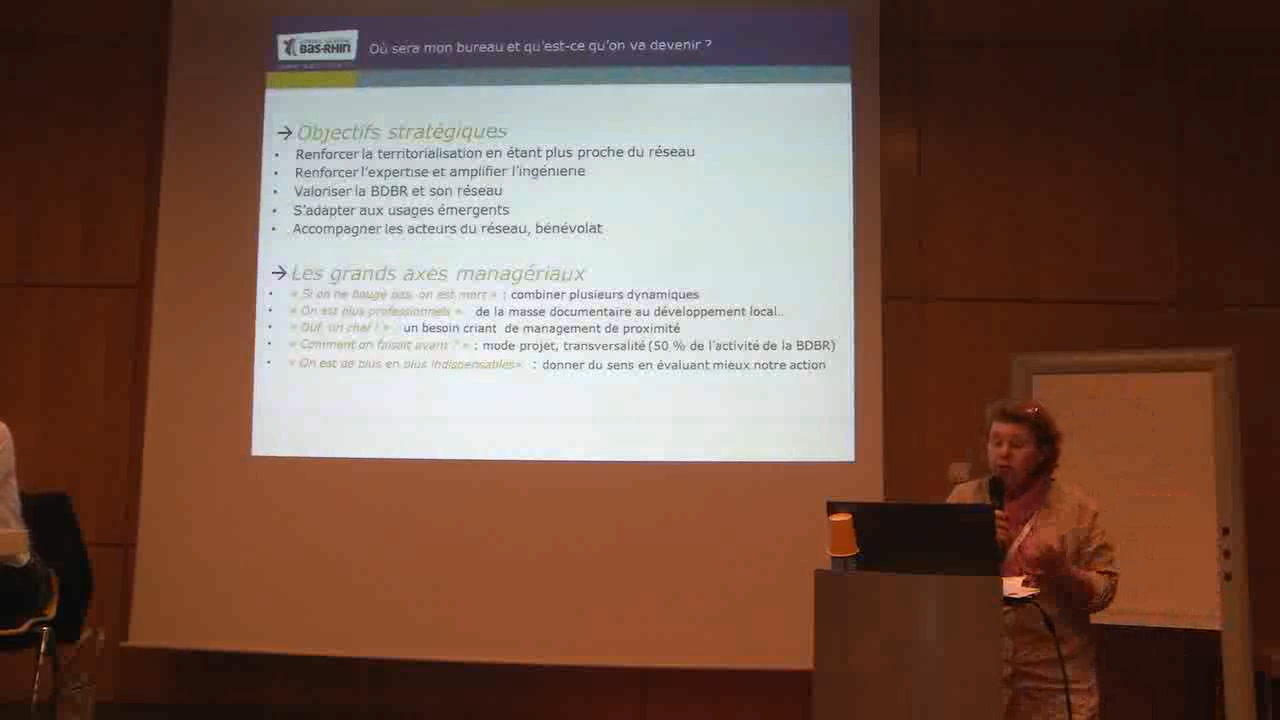 BAS-RHIN
Où sera mon bureau et qu'est-ce qu'on va devenir ?
→ Objectifs stratégiques
• Renforcer la territorialisation en étant plus proche du réseau
• Renforcer l'expertise et amplifier l'ingénierie
• Valoriser la BDBR et son réseau
• S'adapter aux usages émergents
• Accompagner les acteurs du réseau, bénévolat
→ Les grands axes managériaux
• « Si on ne bouge pas, on est mort » : combiner plusieurs dynamiques
• « On est plus professionnels » de la masse documentaire au développement local..
• « Ouf, un chef ! » un besoin criant de management de proximité
• « Comment on faisait avant ? » : mode projet, transversalité (50 % de l'activité de la BDBR)
• « On est de plus en plus indispensables» : donner du sens en évaluant mieux notre action